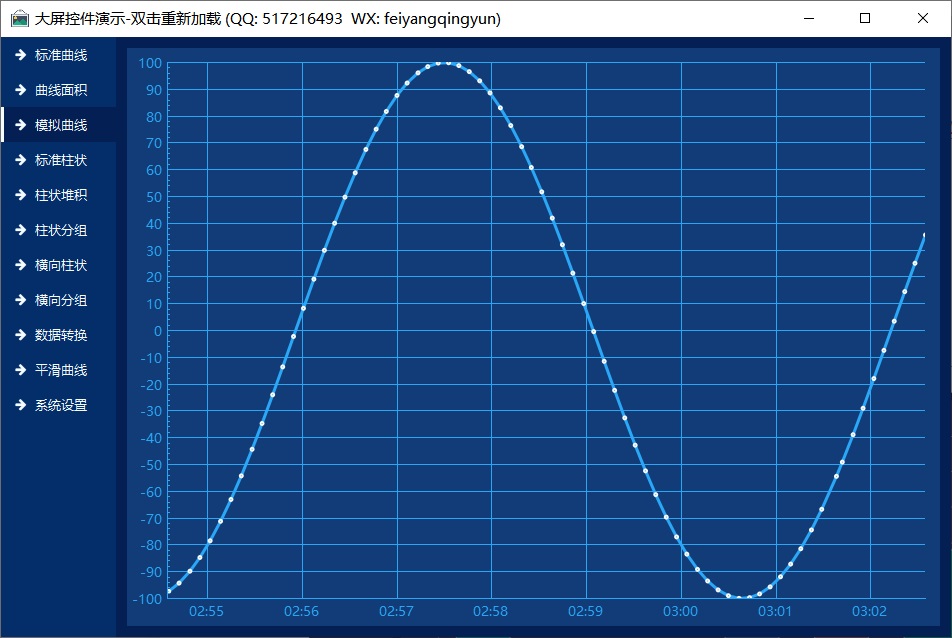 大屏控件演示-双击重新加载 (QQ: 517216493  WX: feiyangqingyun)
标准曲线
曲线面积
模拟曲线
标准柱状
柱状堆积
柱状分组
横向柱状
横向分组
数据转换
平滑曲线
系统设置
100
90
80
70
60
50
40
30
20
10
0
-10
-20
-30
-40
-50
-60
-70
-80
-90
-100
02:55 02:56 02:57 02:58 02:59 03:00 03:01 03:02